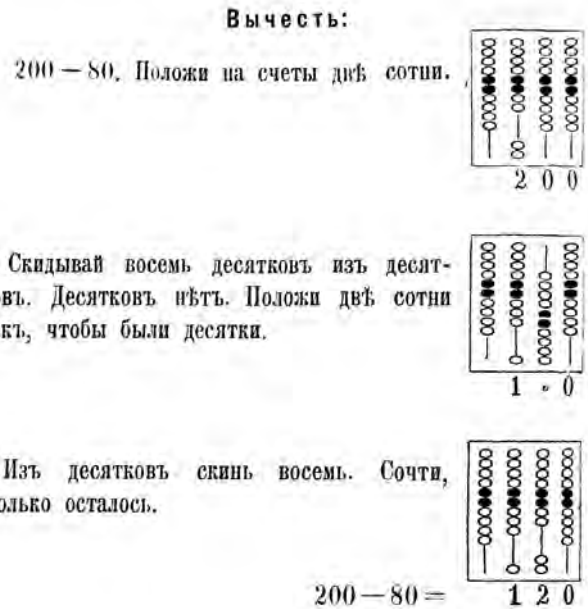 Вычесть:
200 — 80. Положи на счеты двѣ сотни.
2 0 0
Скидывай восемь десятковъ изъ десят-
въ. Десятковъ нѣтъ. Положи двѣ сотни
къ, чтобы были десятки.
1 • 0
Изъ десятковъ скинь восемь. Сочти,
олько осталось.
200 — 80 = 1 2 0